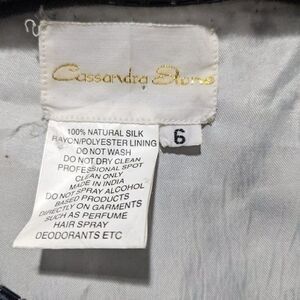 Cassandra Stone
100% NATURAL SILK
RAYON/POLYESTER LINING
DO NOT WASH
DO NOT DRY CLEAN
PROFESSIONAL SPOT
CLEAN ONLY
MADE IN INDIA
DO NOT SPRAY ALCOHOL
BASED PRODUCTS
DIRECTLY ON GARMENTS
SUCH AS PERFUME
HAIR SPRAY
DEODORANTS ETC
6